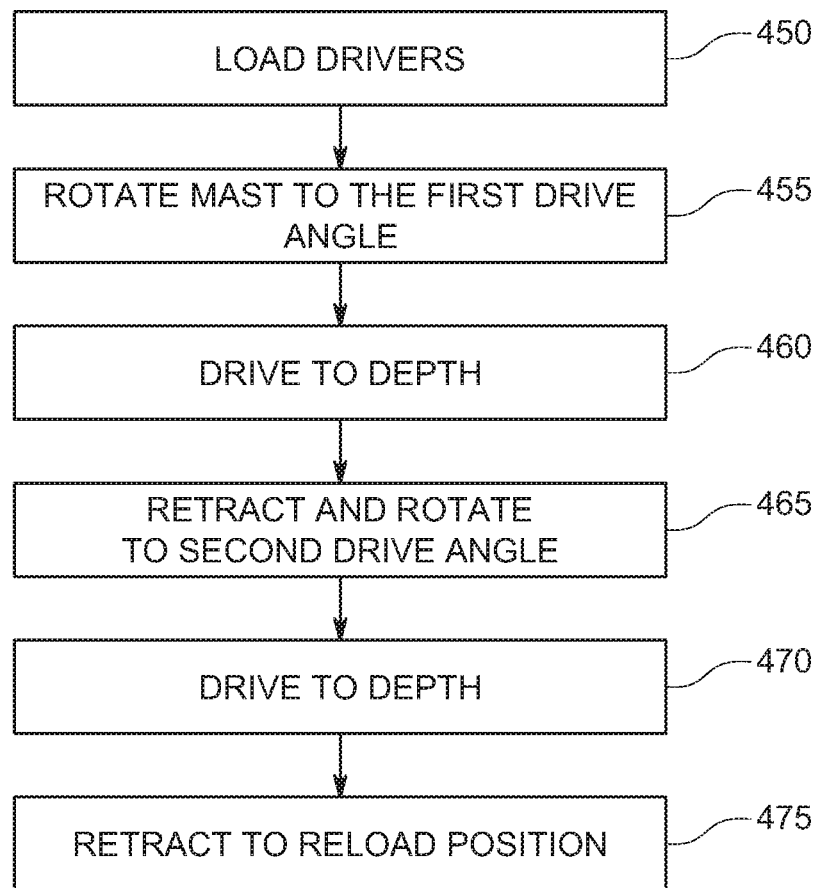 LOAD DRIVERS
450
ROTATE MAST TO THE FIRST DRIVE
ANGLE
455
DRIVE TO DEPTH
460
RETRACT AND ROTATE
TO SECOND DRIVE ANGLE
465
DRIVE TO DEPTH
470
RETRACT TO RELOAD POSITION
475